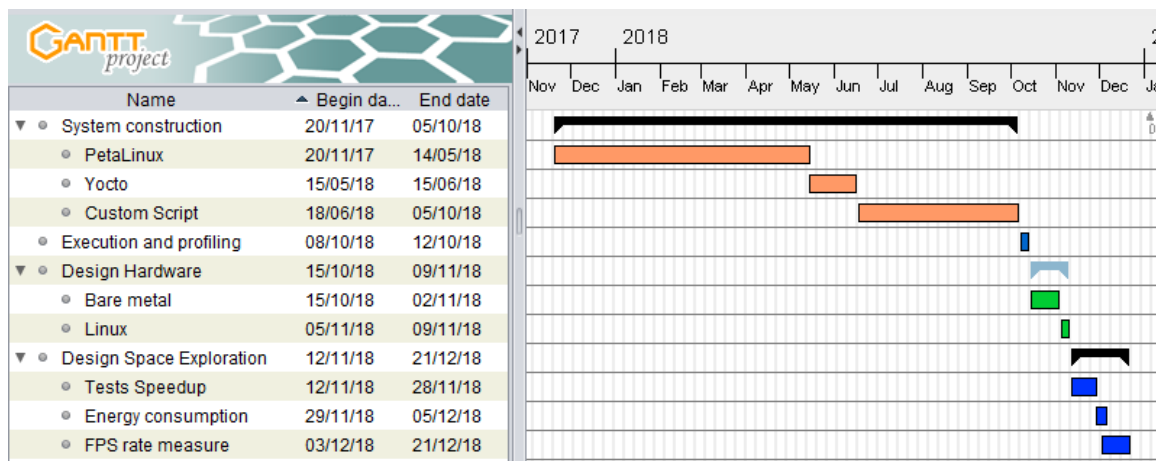 GANTT
project
2017 2018 2
Nov Dec Jan Feb Mar Apr May Jun Jul Aug Sep Oct Nov Dec Ja
Name Begin da... End date
System construction 20/11/17 05/10/18
PetaLinux 20/11/17 14/05/18
Yocto 15/05/18 15/06/18
Custom Script 18/06/18 05/10/18
Execution and profiling 08/10/18 12/10/18
Design Hardware 15/10/18 09/11/18
Bare metal 15/10/18 02/11/18
Linux 05/11/18 09/11/18
Design Space Exploration 12/11/18 21/12/18
Tests Speedup 12/11/18 28/11/18
Energy consumption 29/11/18 05/12/18
FPS rate measure 03/12/18 21/12/18